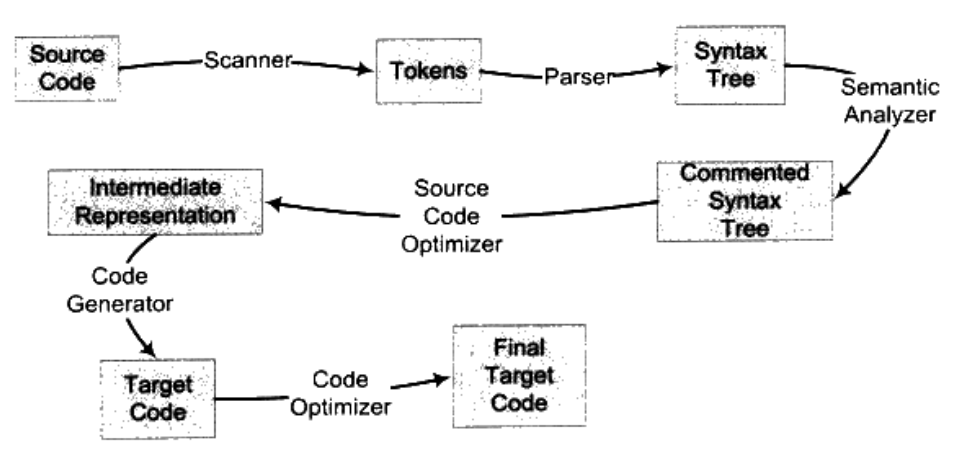 Source
Code
Scanner
Tokens
Parser
Syntax
Tree
Semantic
Analyzer
Commented
Syntax
Tree
Source
Code
Optimizer
Intermediate
Representation
Code
Generator
Target
Code
Code
Optimizer
Final
Target
Code